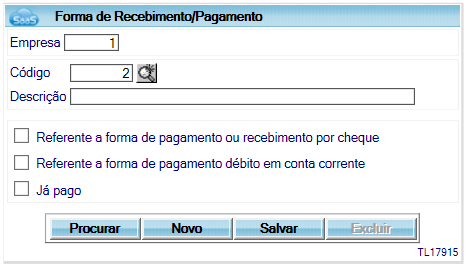 SaaS Forma de Recebimento/Pagamento
Empresa 1
Código 2
Descrição
Referente a forma de pagamento ou recebimento por cheque
Referente a forma de pagamento débito em conta corrente
Já pago
Procurar Novo Salvar Excluir
TL17915